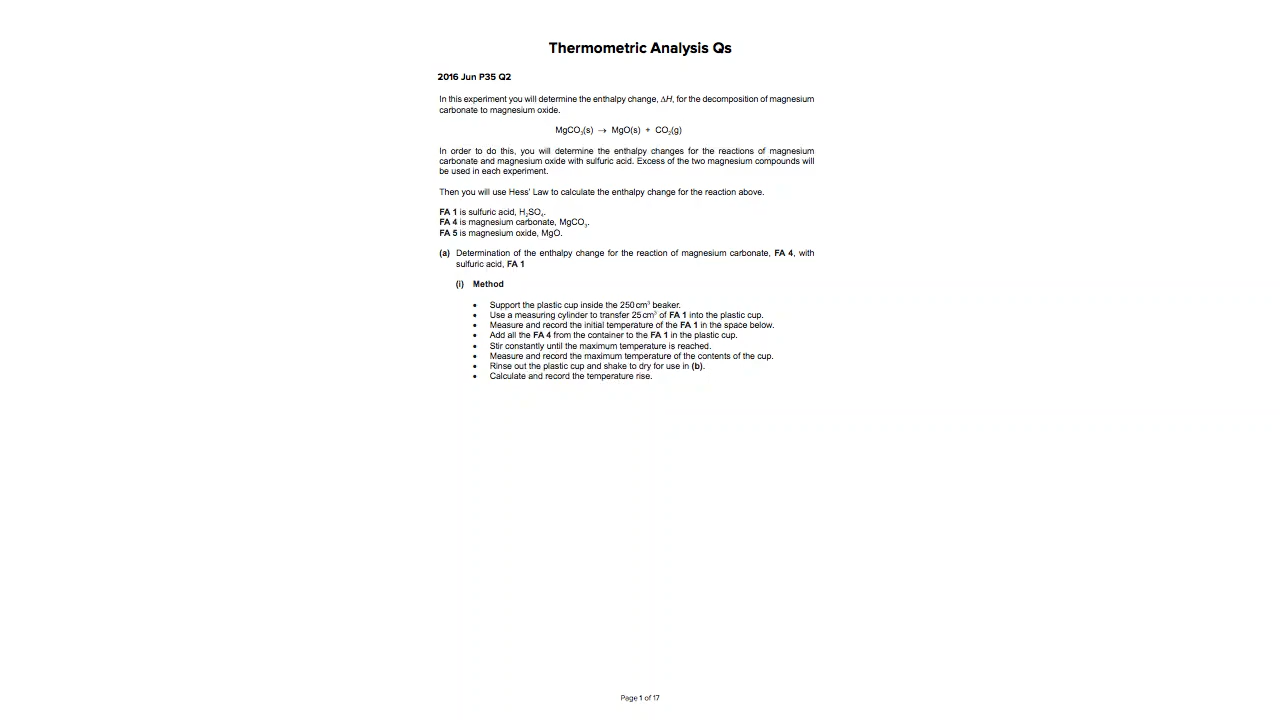 Thermometric Analysis Qs
2016 Jun P35 Q2
In this experiment you will determine the enthalpy change, ΔH, for the decomposition of magnesium
carbonate to magnesium oxide.
MgCO₃(s) → MgO(s) + CO₂(g)
In order to do this, you will determine the enthalpy changes for the reactions of magnesium
carbonate and magnesium oxide with sulfuric acid. Excess of the two magnesium compounds will
be used in each experiment.
Then you will use Hess' Law to calculate the enthalpy change for the reaction above.
FA 1 is sulfuric acid, H₂SO₄.
FA 4 is magnesium carbonate, MgCO₃.
FA 5 is magnesium oxide, MgO.
(a) Determination of the enthalpy change for the reaction of magnesium carbonate, FA 4, with
sulfuric acid, FA 1
(i) Method
• Support the plastic cup inside the 250 cm³ beaker.
• Use a measuring cylinder to transfer 25 cm³ of FA 1 into the plastic cup.
• Measure and record the initial temperature of the FA 1 in the space below.
• Add all the FA 4 from the container to the FA 1 in the plastic cup.
• Stir constantly until the maximum temperature is reached.
• Measure and record the maximum temperature of the contents of the cup.
• Rinse out the plastic cup and shake to dry for use in (b).
• Calculate and record the temperature rise.
Page 1 of 17